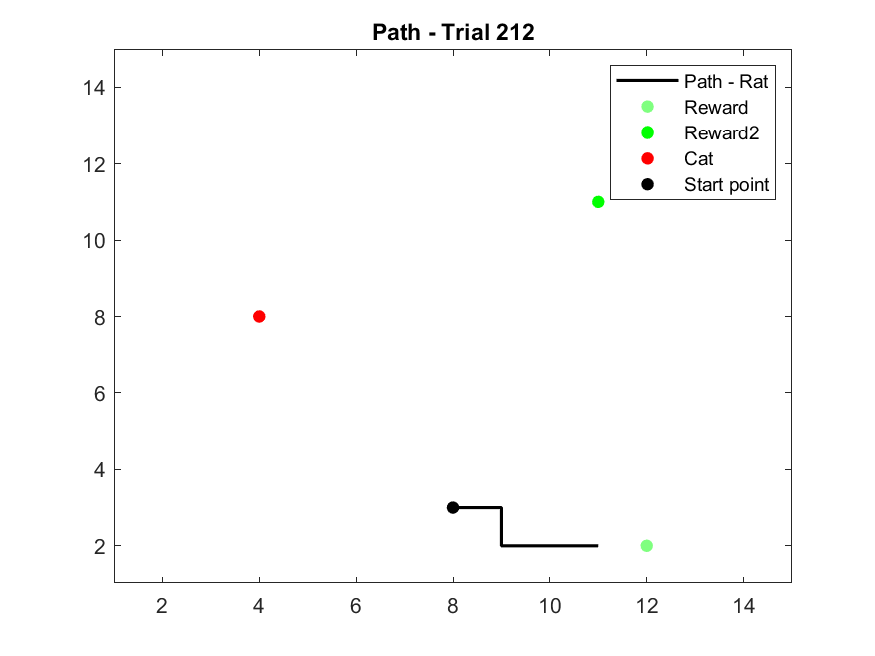 Path - Trial 212
14
12
10
8
6
4
2
2 4 6 8 10 12 14
Path - Rat
Reward
Reward2
Cat
Start point